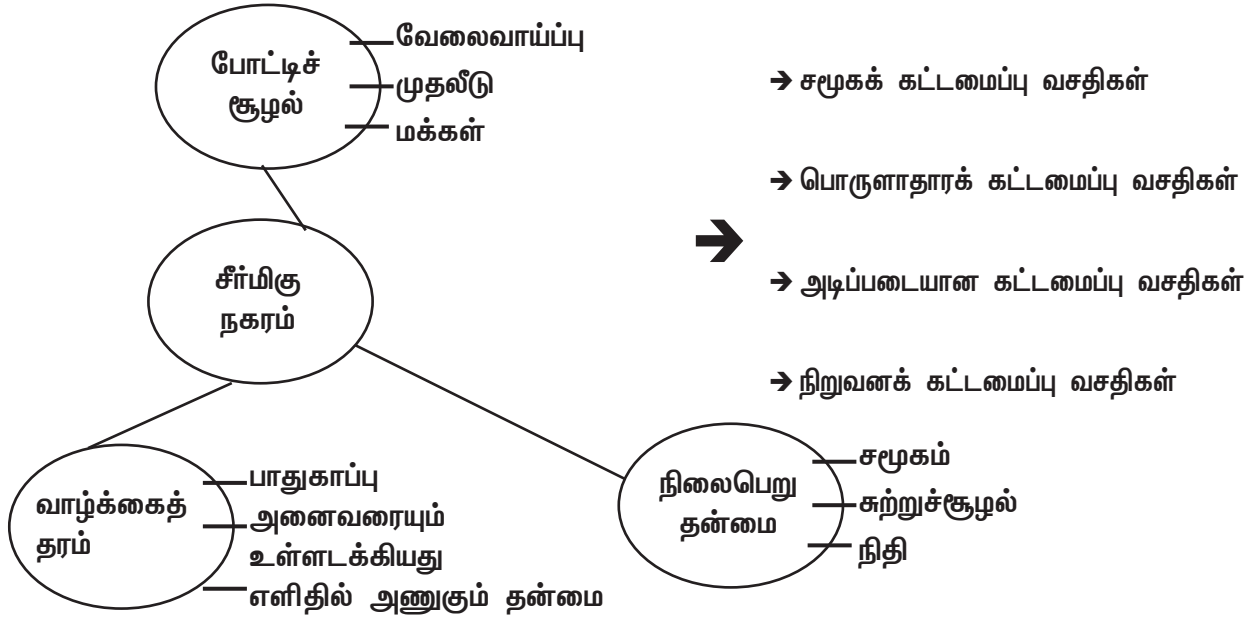 போட்டிச்
சூழல்
வேலைவாய்ப்பு
முதலீடு
மக்கள்
➔ சமூகக் கட்டமைப்பு வசதிகள்
➔ பொருளாதாரக் கட்டமைப்பு வசதிகள்
➔
➔ அடிப்படையான கட்டமைப்பு வசதிகள்
➔ நிறுவனக் கட்டமைப்பு வசதிகள்
சீர்மிகு
நகரம்
வாழ்க்கைத்
தரம்
பாதுகாப்பு
அனைவரையும்
உள்ளடக்கியது
எளிதில் அணுகும் தன்மை
நிலைபெறு
தன்மை
சமூகம்
சுற்றுச்சூழல்
நிதி